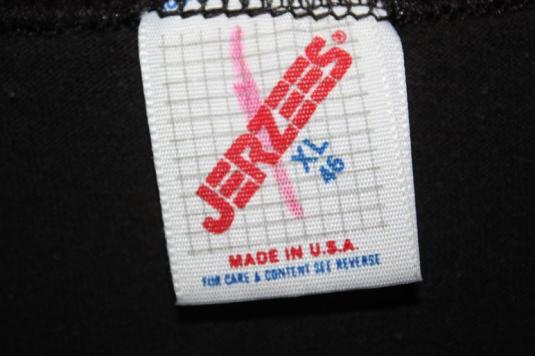 JERZEES®
XL
46
MADE IN U.S.A.
FOR CARE & CONTENT SEE REVERSE